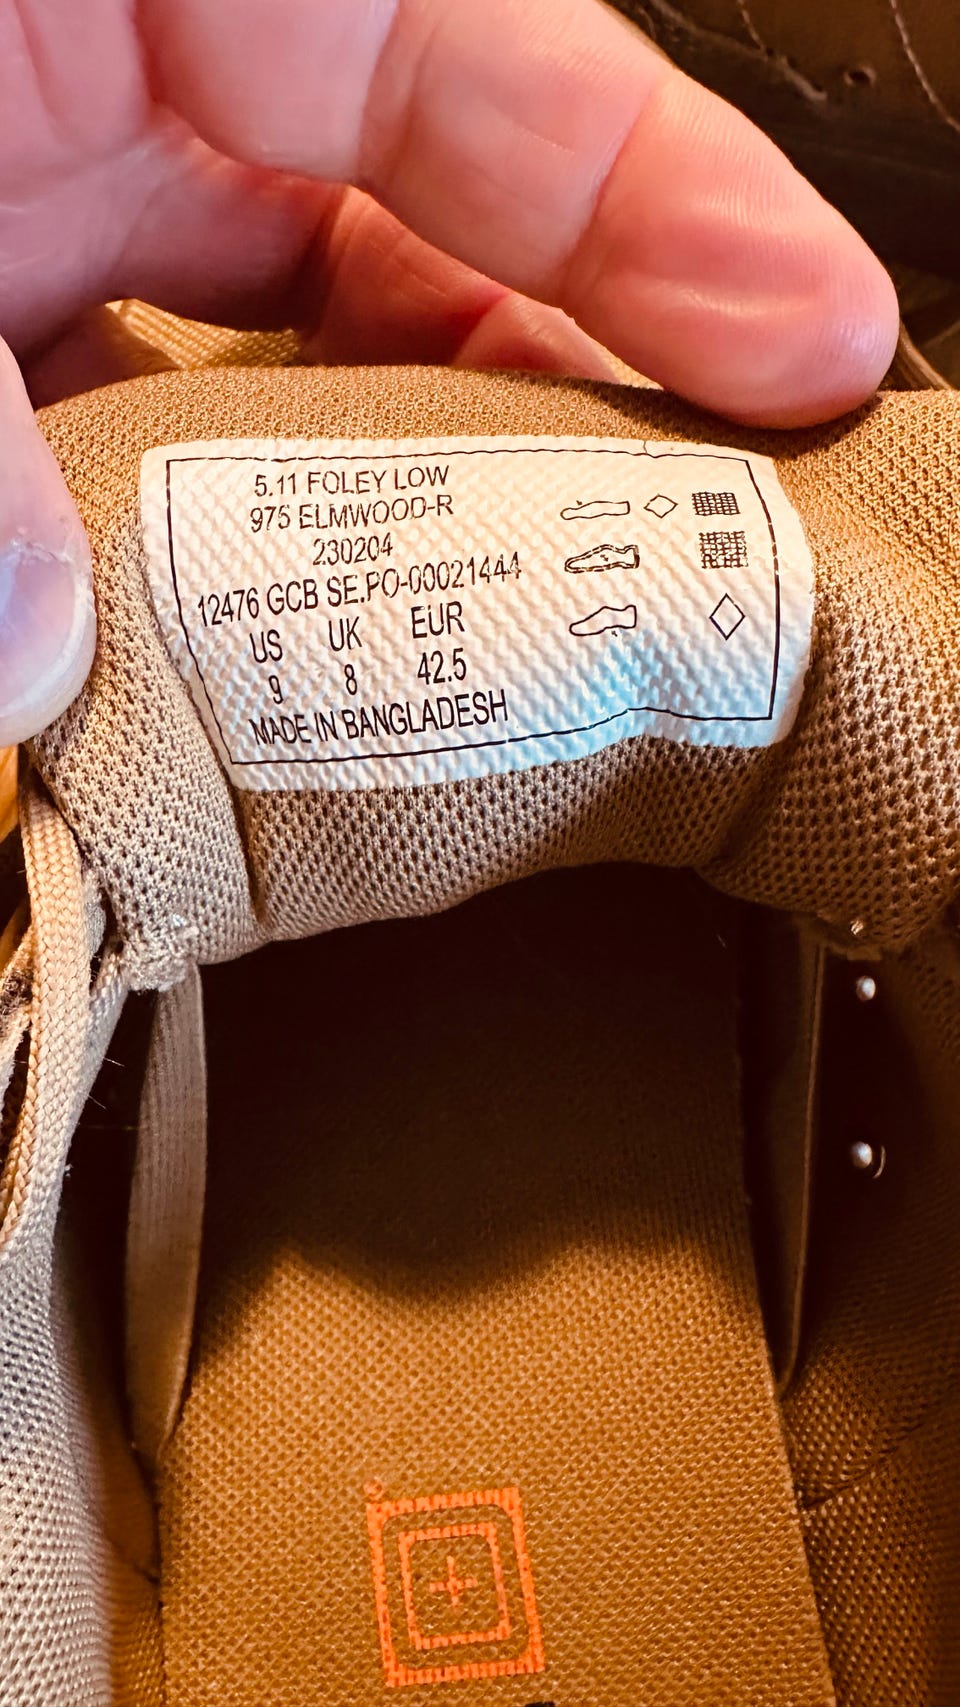 5.11 FOLEY LOW
975 ELMWOOD-R
230204
12476 GCB SE.PO-00021444
US UK EUR
9 8 42.5
MADE IN BANGLADESH